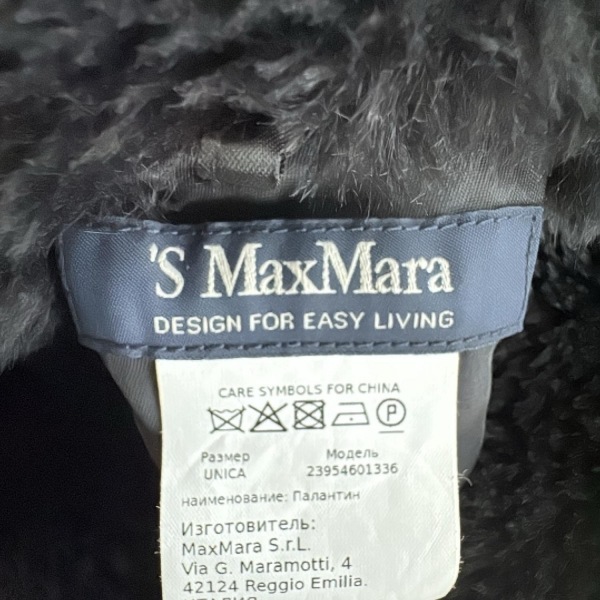 'S MaxMara
DESIGN FOR EASY LIVING
CARE SYMBOLS FOR CHINA
P
Размер Модель
UNICA 23954601336
наименование: Палантин
Изготовитель:
MaxMara S.r.L.
Via G. Maramotti, 4
42124 Reggio Emilia.
ИТАЛИЯ